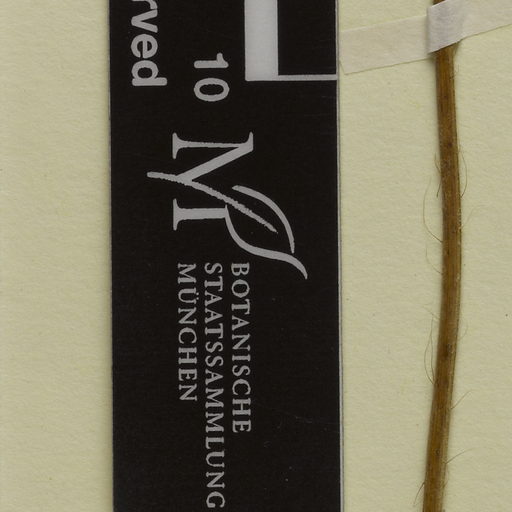 rved
10
M
BOTANISCHE
STAATSSAMMLUNG
MÜNCHEN